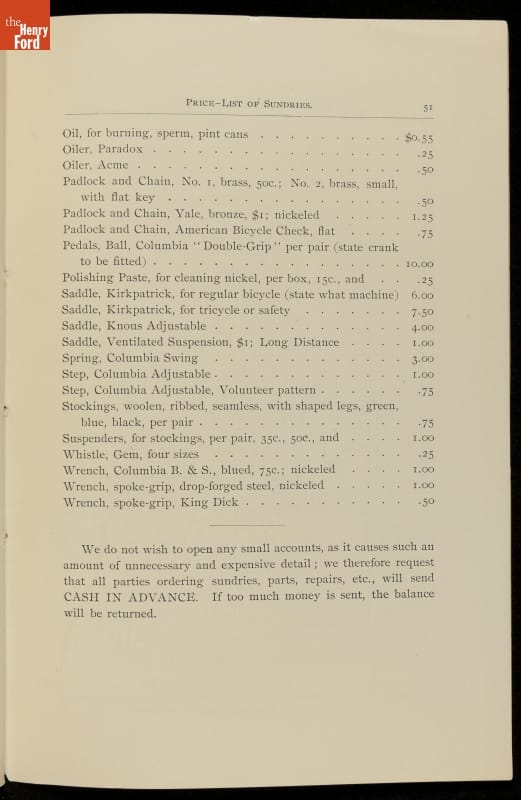 the
Henry
Ford
PRICE-LIST OF SUNDRIES. 51
Oil, for burning, sperm, pint cans . . . . . . . . . . $0.55
Oiler, Paradox . . . . . . . . . . . . . . . . . .25
Oiler, Acme . . . . . . . . . . . . . . . . . . .50
Padlock and Chain, No. 1, brass, 50c.; No. 2, brass, small,
with flat key . . . . . . . . . . . . . . . . .50
Padlock and Chain, Yale, bronze, $1; nickeled . . . . . 1.25
Padlock and Chain, American Bicycle Check, flat . . . . .75
Pedals, Ball, Columbia "Double-Grip" per pair (state crank
to be fitted) . . . . . . . . . . . . . . . . . 10.00
Polishing Paste, for cleaning nickel, per box, 15c., and . . .25
Saddle, Kirkpatrick, for regular bicycle (state what machine) 6.00
Saddle, Kirkpatrick, for tricycle or safety . . . . . . . 7.50
Saddle, Knous Adjustable . . . . . . . . . . . . . 4.00
Saddle, Ventilated Suspension, $1; Long Distance . . . . 1.00
Spring, Columbia Swing . . . . . . . . . . . . . 3.00
Step, Columbia Adjustable . . . . . . . . . . . . . 1.00
Step, Columbia Adjustable, Volunteer pattern . . . . . . .75
Stockings, woolen, ribbed, seamless, with shaped legs, green,
blue, black, per pair . . . . . . . . . . . . . . .75
Suspenders, for stockings, per pair, 35c., 50c., and . . . . 1.00
Whistle, Gem, four sizes . . . . . . . . . . . . . .25
Wrench, Columbia B. & S., blued, 75c.; nickeled . . . . 1.00
Wrench, spoke-grip, drop-forged steel, nickeled . . . . . 1.00
Wrench, spoke-grip, King Dick . . . . . . . . . . . .50
We do not wish to open any small accounts, as it causes such an
amount of unnecessary and expensive detail; we therefore request
that all parties ordering sundries, parts, repairs, etc., will send
CASH IN ADVANCE. If too much money is sent, the balance
will be returned.